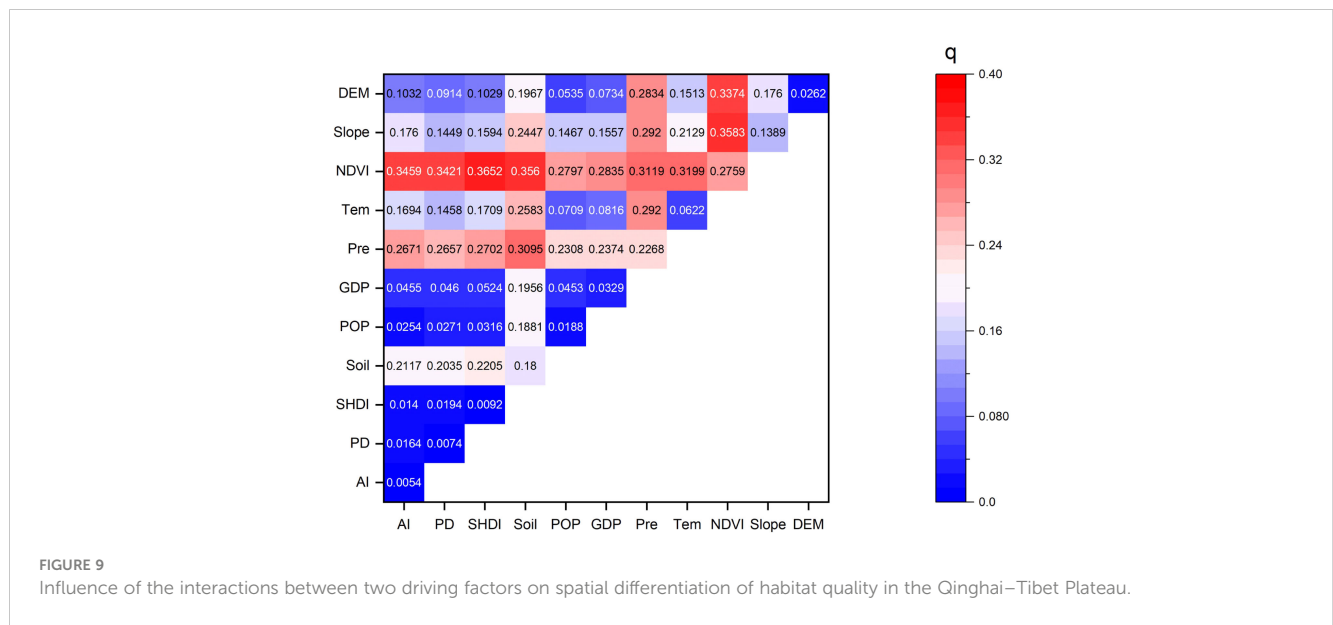 q
DEM 0.1032 0.0914 0.1029 0.1967 0.0535 0.0734 0.2834 0.1513 0.3374 0.176 0.0262
Slope 0.176 0.1449 0.1594 0.2447 0.1467 0.1557 0.292 0.2129 0.3583 0.1389
NDVI 0.3459 0.3421 0.3652 0.356 0.2797 0.2835 0.3119 0.3199 0.2759
Tem 0.1694 0.1458 0.1709 0.2583 0.0709 0.0816 0.292 0.0622
Pre 0.2671 0.2657 0.2702 0.3095 0.2308 0.2374 0.2268
GDP 0.0455 0.046 0.0524 0.1956 0.0453 0.0329
POP 0.0254 0.0271 0.0316 0.1881 0.0188
Soil 0.2117 0.2035 0.2205 0.18
SHDI 0.014 0.0194 0.0092
PD 0.0164 0.0074
AI 0.0054
AI PD SHDI Soil POP GDP Pre Tem NDVI Slope DEM
0.40
0.32
0.24
0.16
0.080
0.0
FIGURE 9
Influence of the interactions between two driving factors on spatial differentiation of habitat quality in the Qinghai–Tibet Plateau.